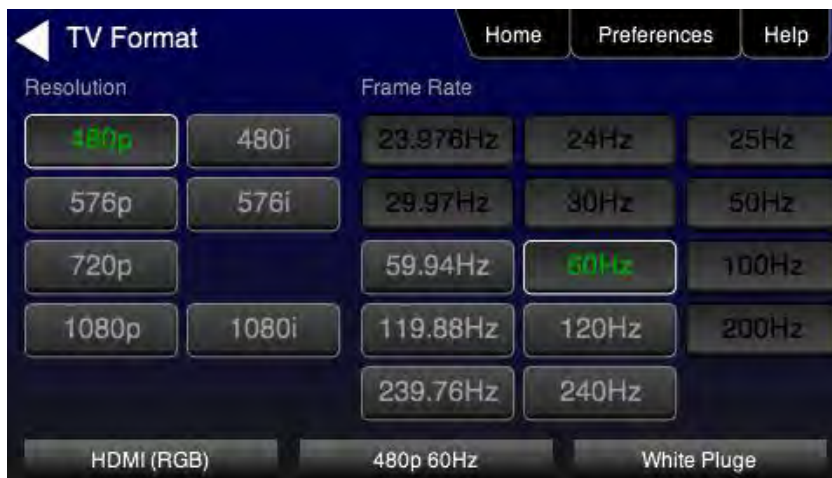 TV Format Home Preferences Help
Resolution Frame Rate
480p 480i 23.976Hz 24Hz 25Hz
576p 576i 29.97Hz 30Hz 50Hz
720p 59.94Hz 60Hz 100Hz
1080p 1080i 119.88Hz 120Hz 200Hz
239.76Hz 240Hz
HDMI (RGB) 480p 60Hz White Pluge